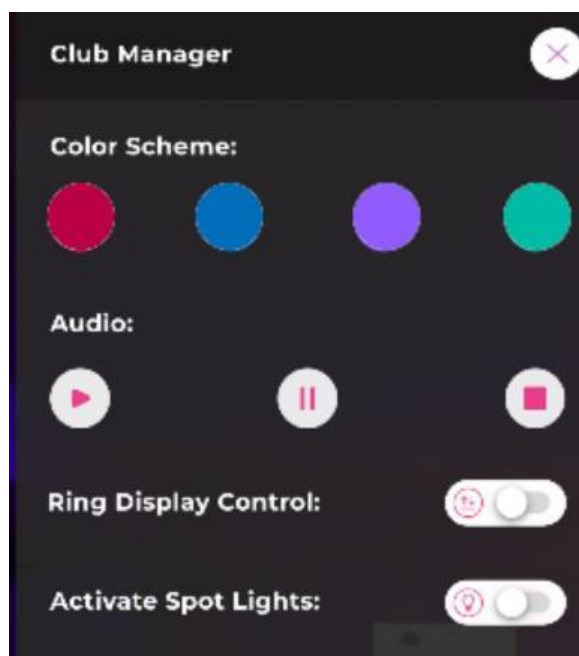 Club Manager
Color Scheme:
Audio:
Ring Display Control:
Activate Spot Lights: